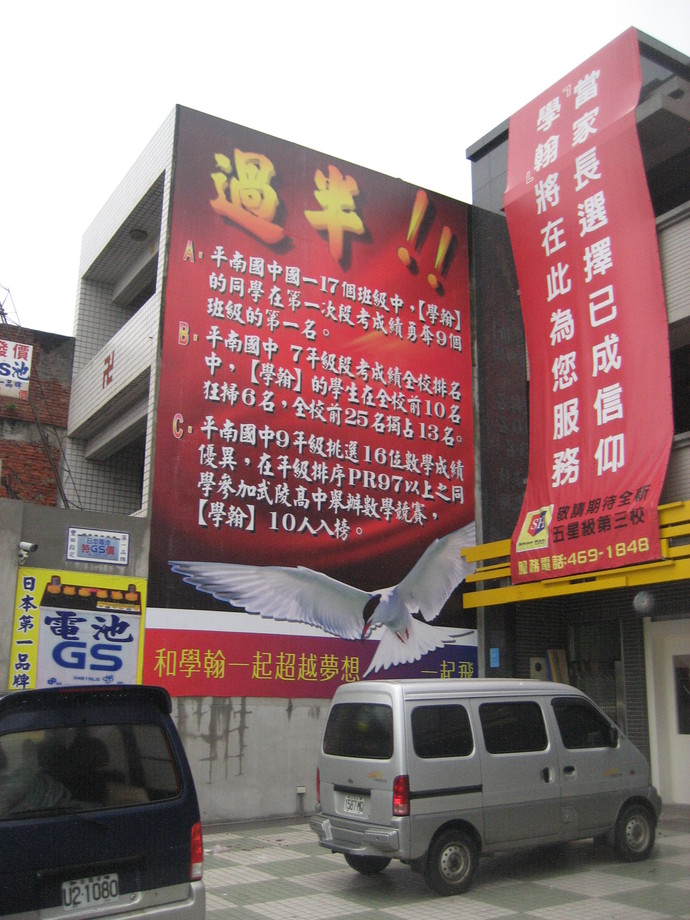 過半!!
A. 平南國中國一17個班級中,【學翰】
的同學在第一次段考成績勇奪9個
班級的第一名。
B. 平南國中 7年級段考成績全校排名
中,【學翰】的學生在全校前10名
狂掃6名,全校前25名獨占13名。
C. 平南國中9年級挑選16位數學成績
優異,在年級排序PR97以上之同
學參加武陵高中舉辦數學競賽,
【學翰】10人入榜。
和學翰一起超越夢想 一起飛
當家長選擇已成信仰
『學翰』將在此為您服務
SH
敬請期待全新
五星級第三校
服務電話:469-1848
日本第一品牌
電池
GS
卍
U2-1080